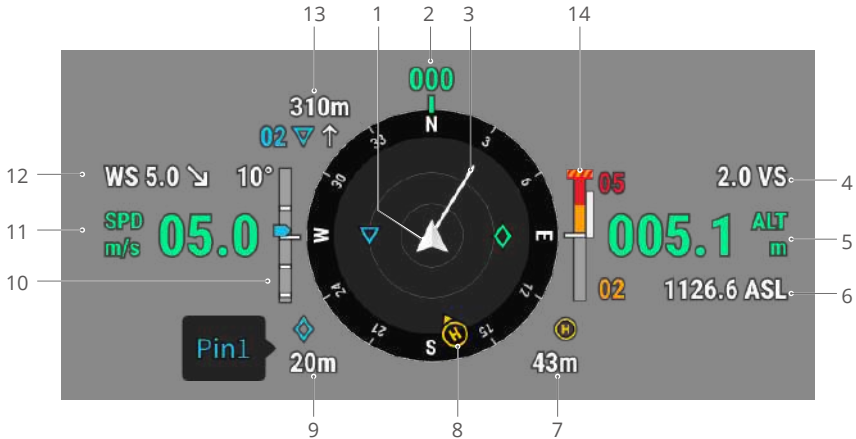 13 1 2 3 14
000
310m
02
N
33 3
30 6
12 WS 5.0 10° 05 2.0 VS 4
11 SPD m/s 05.0 W E 005.1 ALT m 5
24 12
10 02 1126.6 ASL 6
21 S H 15 H
Pin1 20m 43m
9 8 7